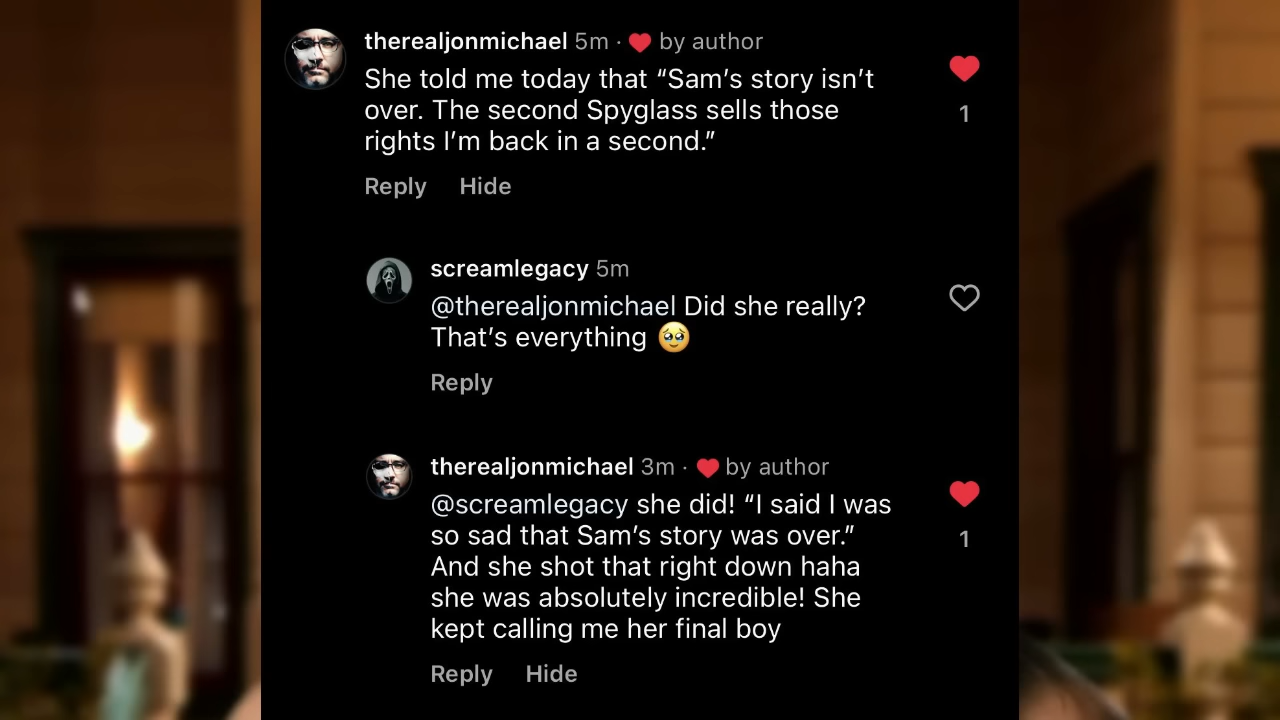 therealjonmichael 5m · ❤️ by author
She told me today that “Sam’s story isn’t
over. The second Spyglass sells those
rights I’m back in a second.”
1
Reply Hide
screamlegacy 5m
@therealjonmichael Did she really?
That’s everything 🥹
Reply
therealjonmichael 3m · ❤️ by author
@screamlegacy she did! “I said I was
so sad that Sam’s story was over.”
And she shot that right down haha
she was absolutely incredible! She
kept calling me her final boy
1
Reply Hide